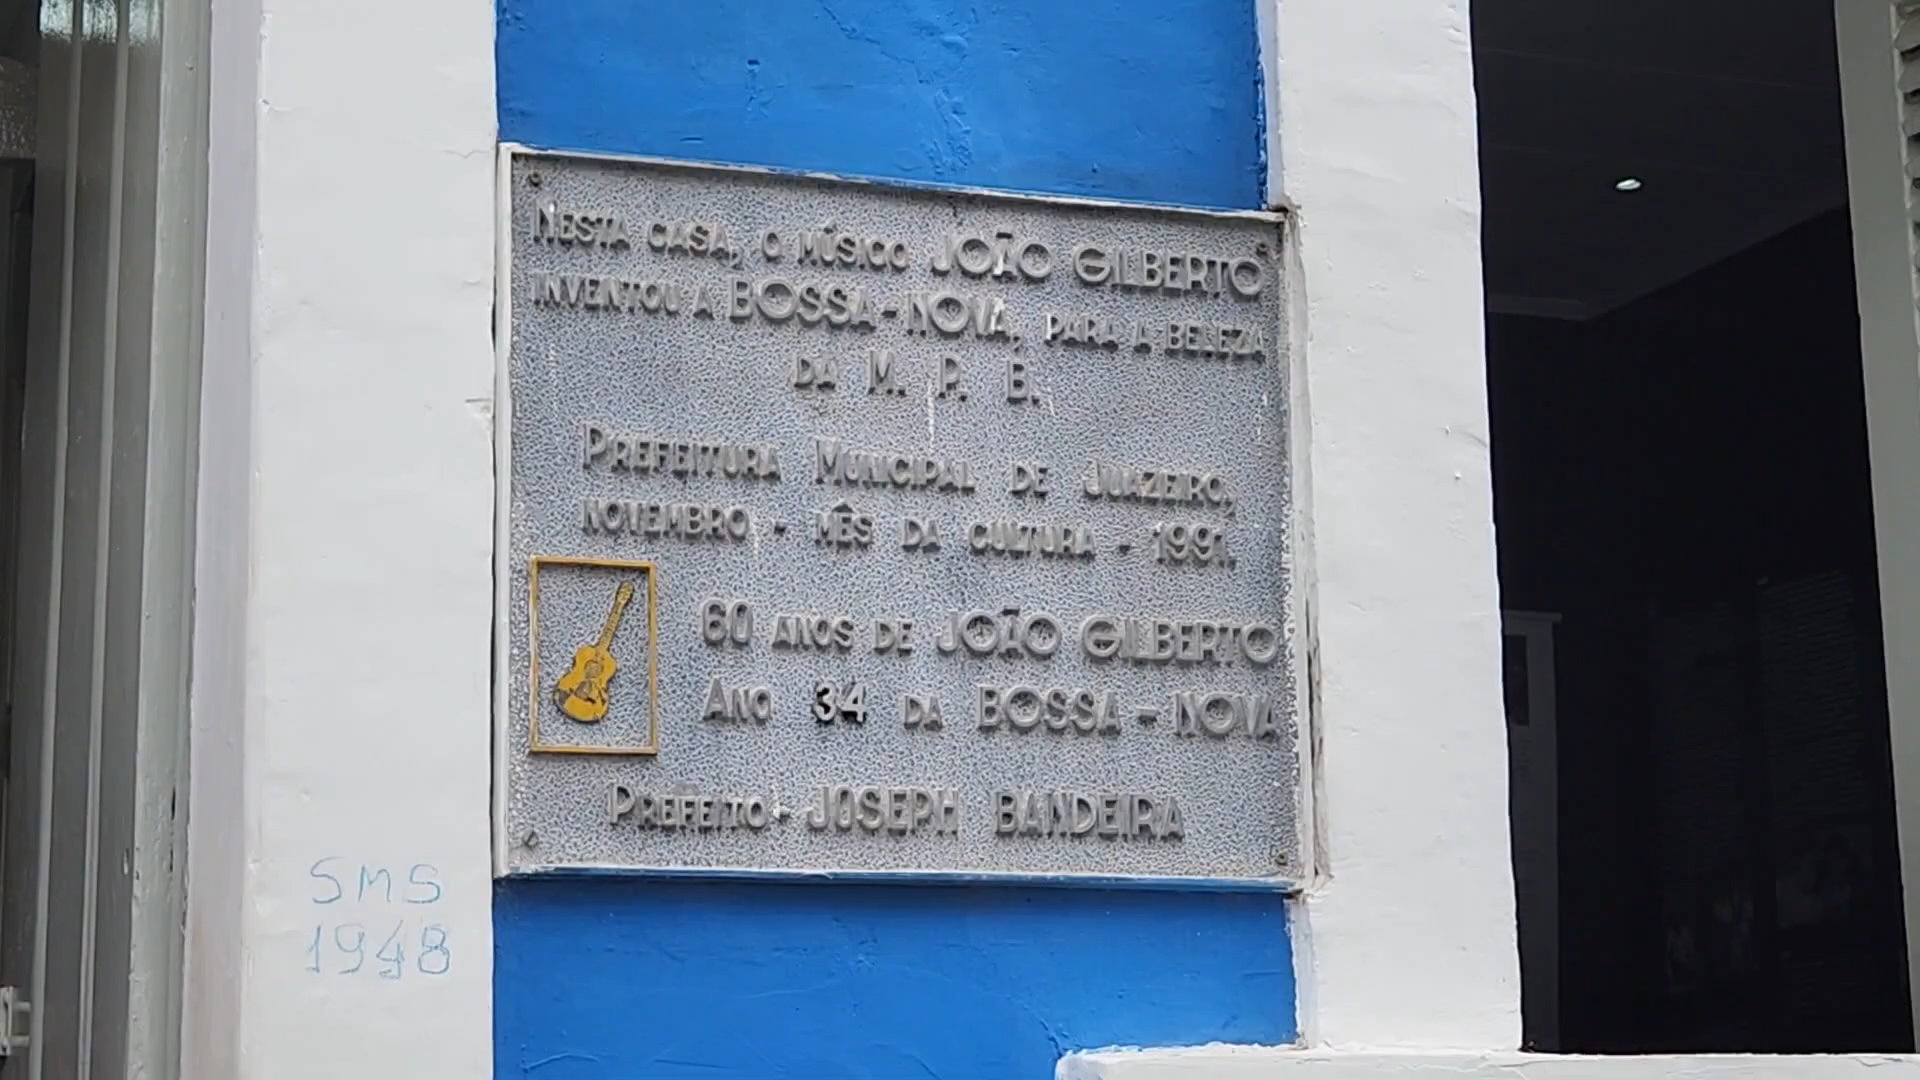 NESTA CASA, O MÚSICO JOÃO GILBERTO
INVENTOU A BOSSA-NOVA, PARA A BELEZA
DA M. P. B.
PREFEITURA MUNICIPAL DE JUAZEIRO,
NOVEMBRO - MÊS DA CULTURA - 1991.
60 ANOS DE JOÃO GILBERTO
ANO 34 DA BOSSA-NOVA
PREFEITO - JOSEPH BANDEIRA
SMS
1948